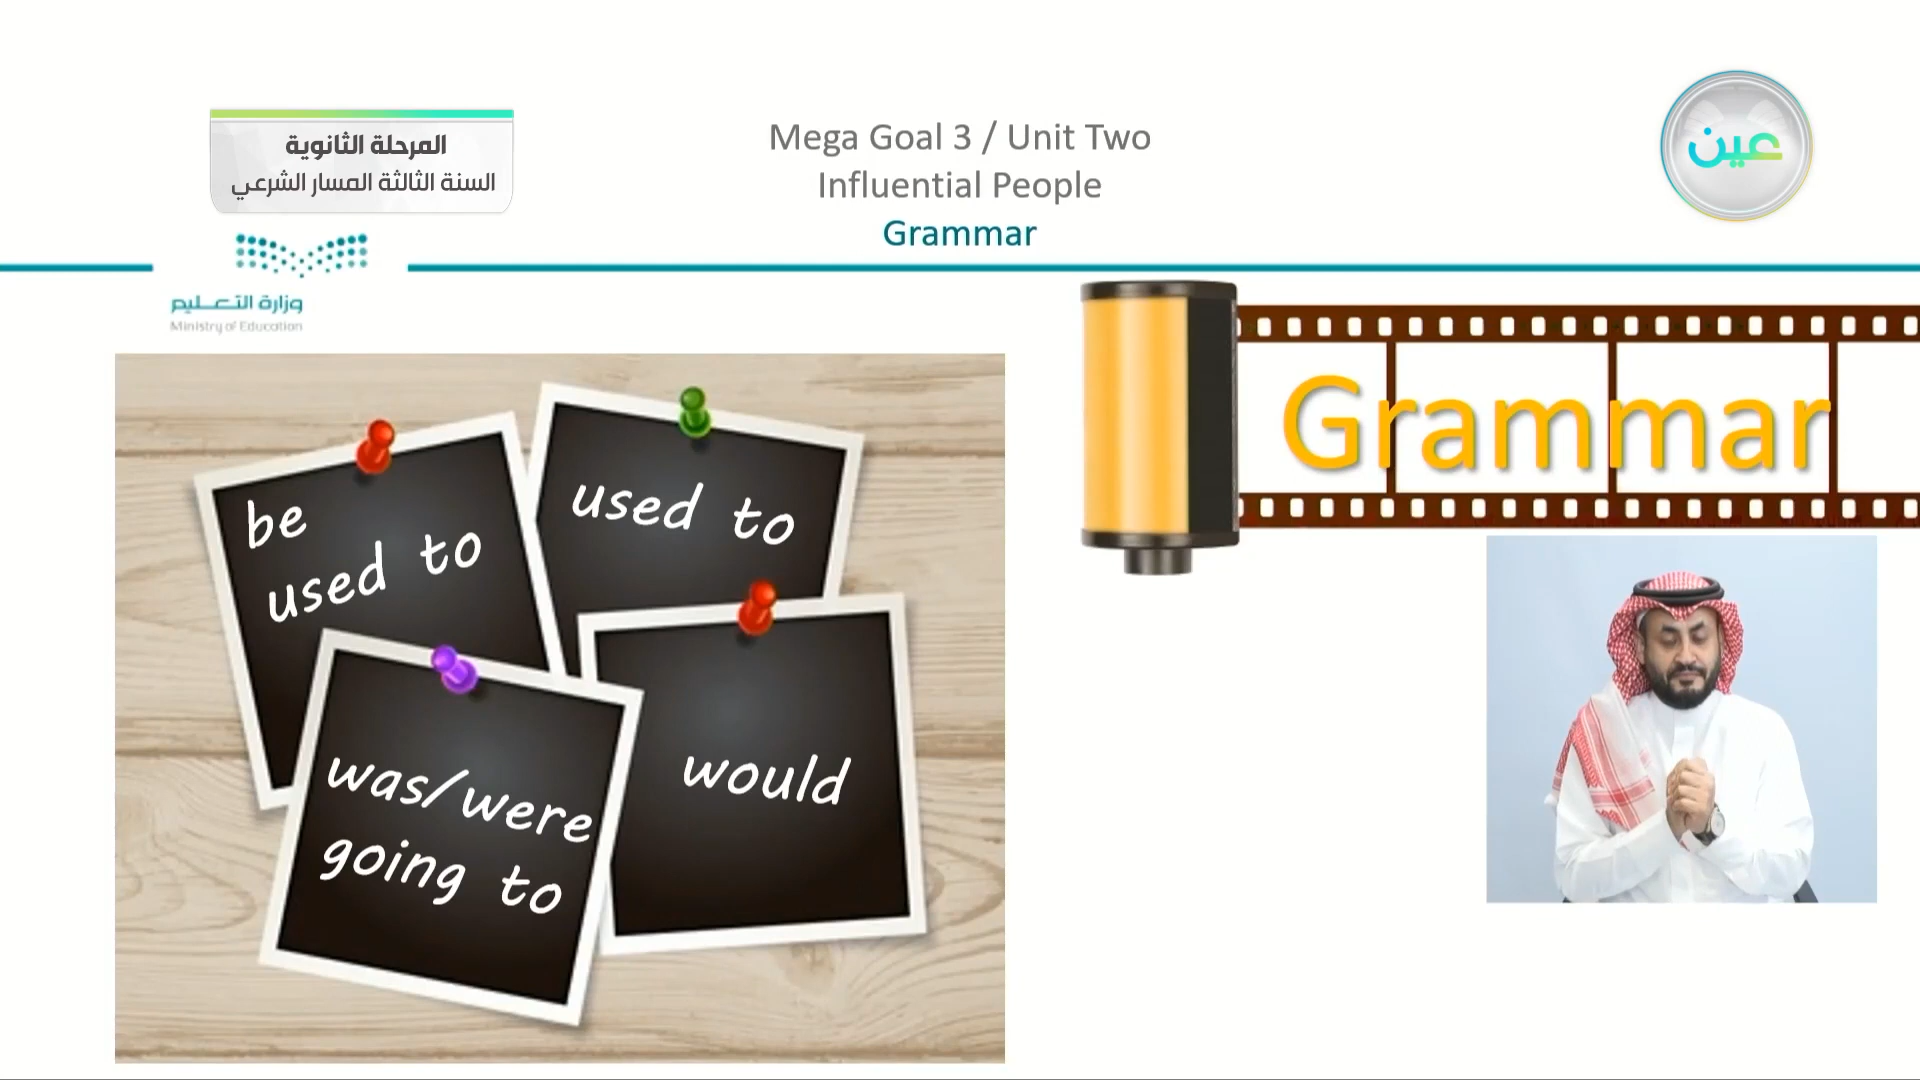 المرحلة الثانوية
السنة الثالثة المسار الشرعي
Mega Goal 3 / Unit Two
Influential People
Grammar
عين
وزارة التعليم
Ministry of Education
be
used to
used to
was/were
going to
would
Grammar